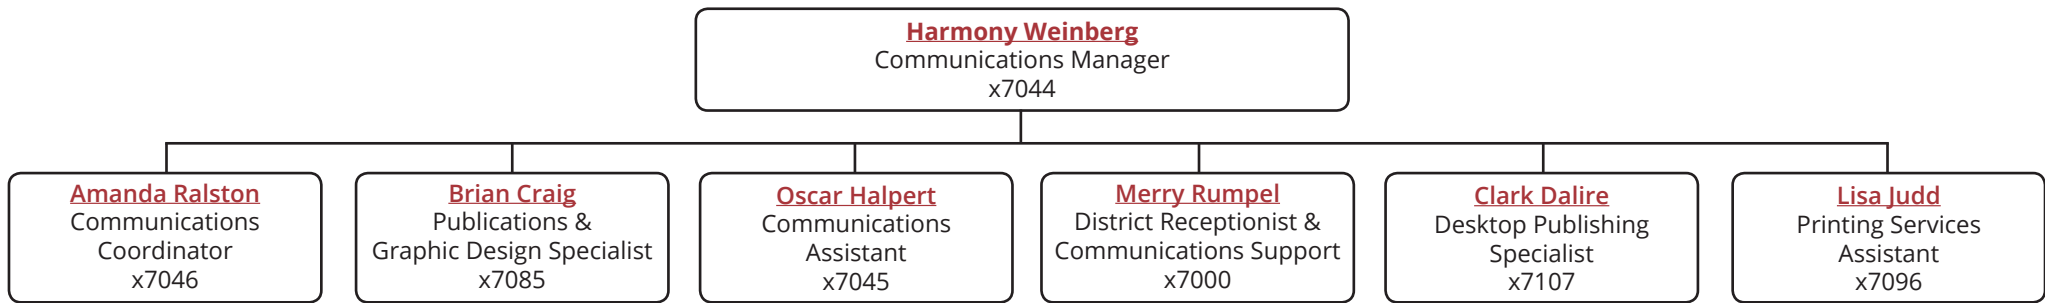 Harmony Weinberg
Communications Manager
x7044
Amanda Ralston
Communications
Coordinator
x7046
Brian Craig
Publications &
Graphic Design Specialist
x7085
Oscar Halpert
Communications
Assistant
x7045
Merry Rumpel
District Receptionist &
Communications Support
x7000
Clark Dalire
Desktop Publishing
Specialist
x7107
Lisa Judd
Printing Services
Assistant
x7096